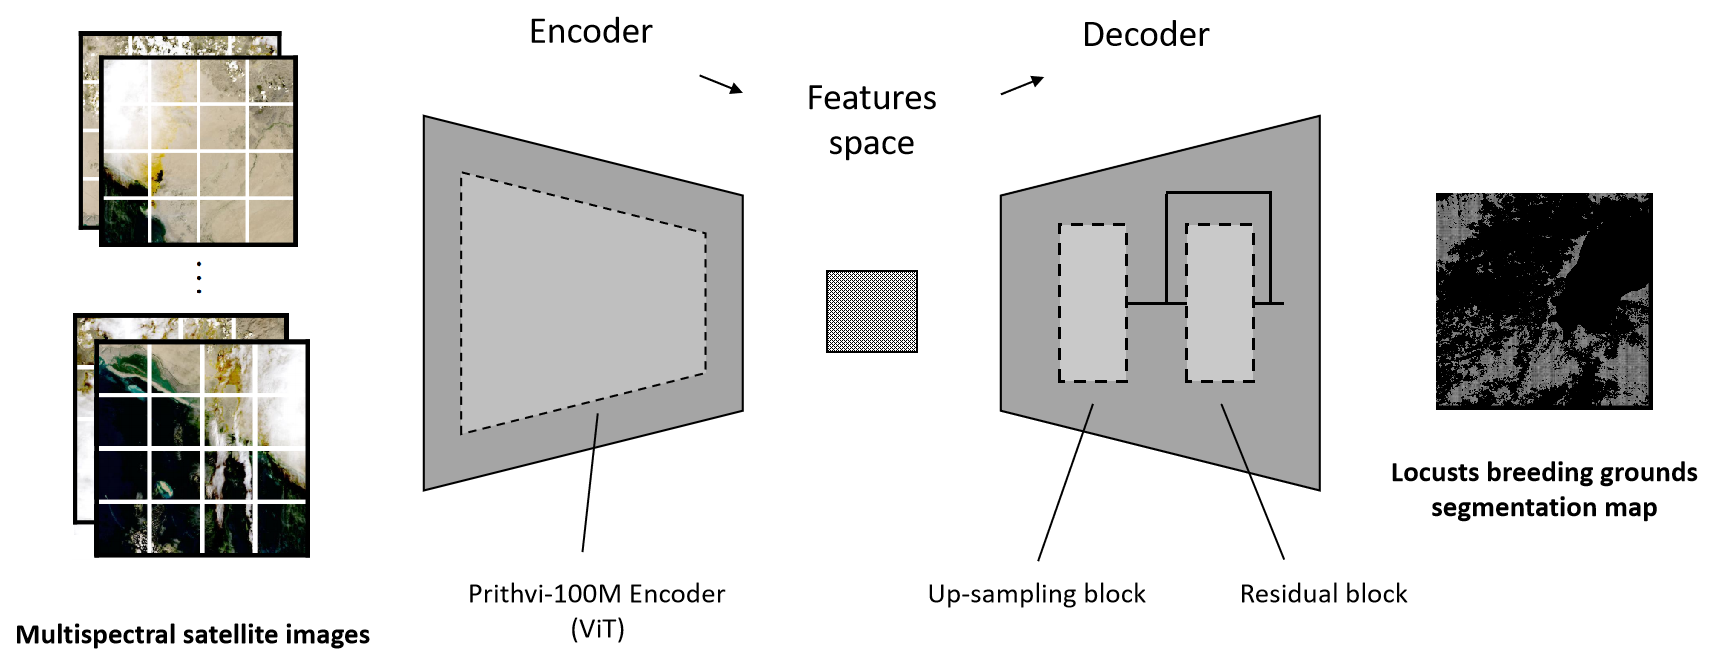 Encoder
Decoder
Features
space
Locusts breeding grounds
segmentation map
Prithvi-100M Encoder
(ViT)
Up-sampling block
Residual block
Multispectral satellite images